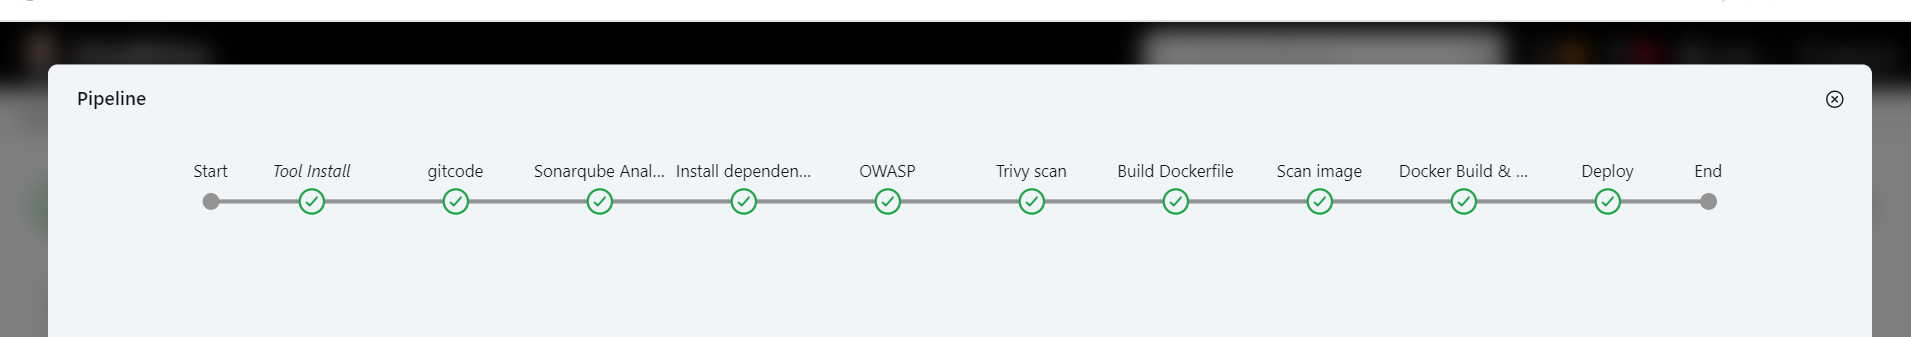 Pipeline
Start Tool Install gitcode Sonarqube Anal... Install dependen... OWASP Trivy scan Build Dockerfile Scan image Docker Build & ... Deploy End